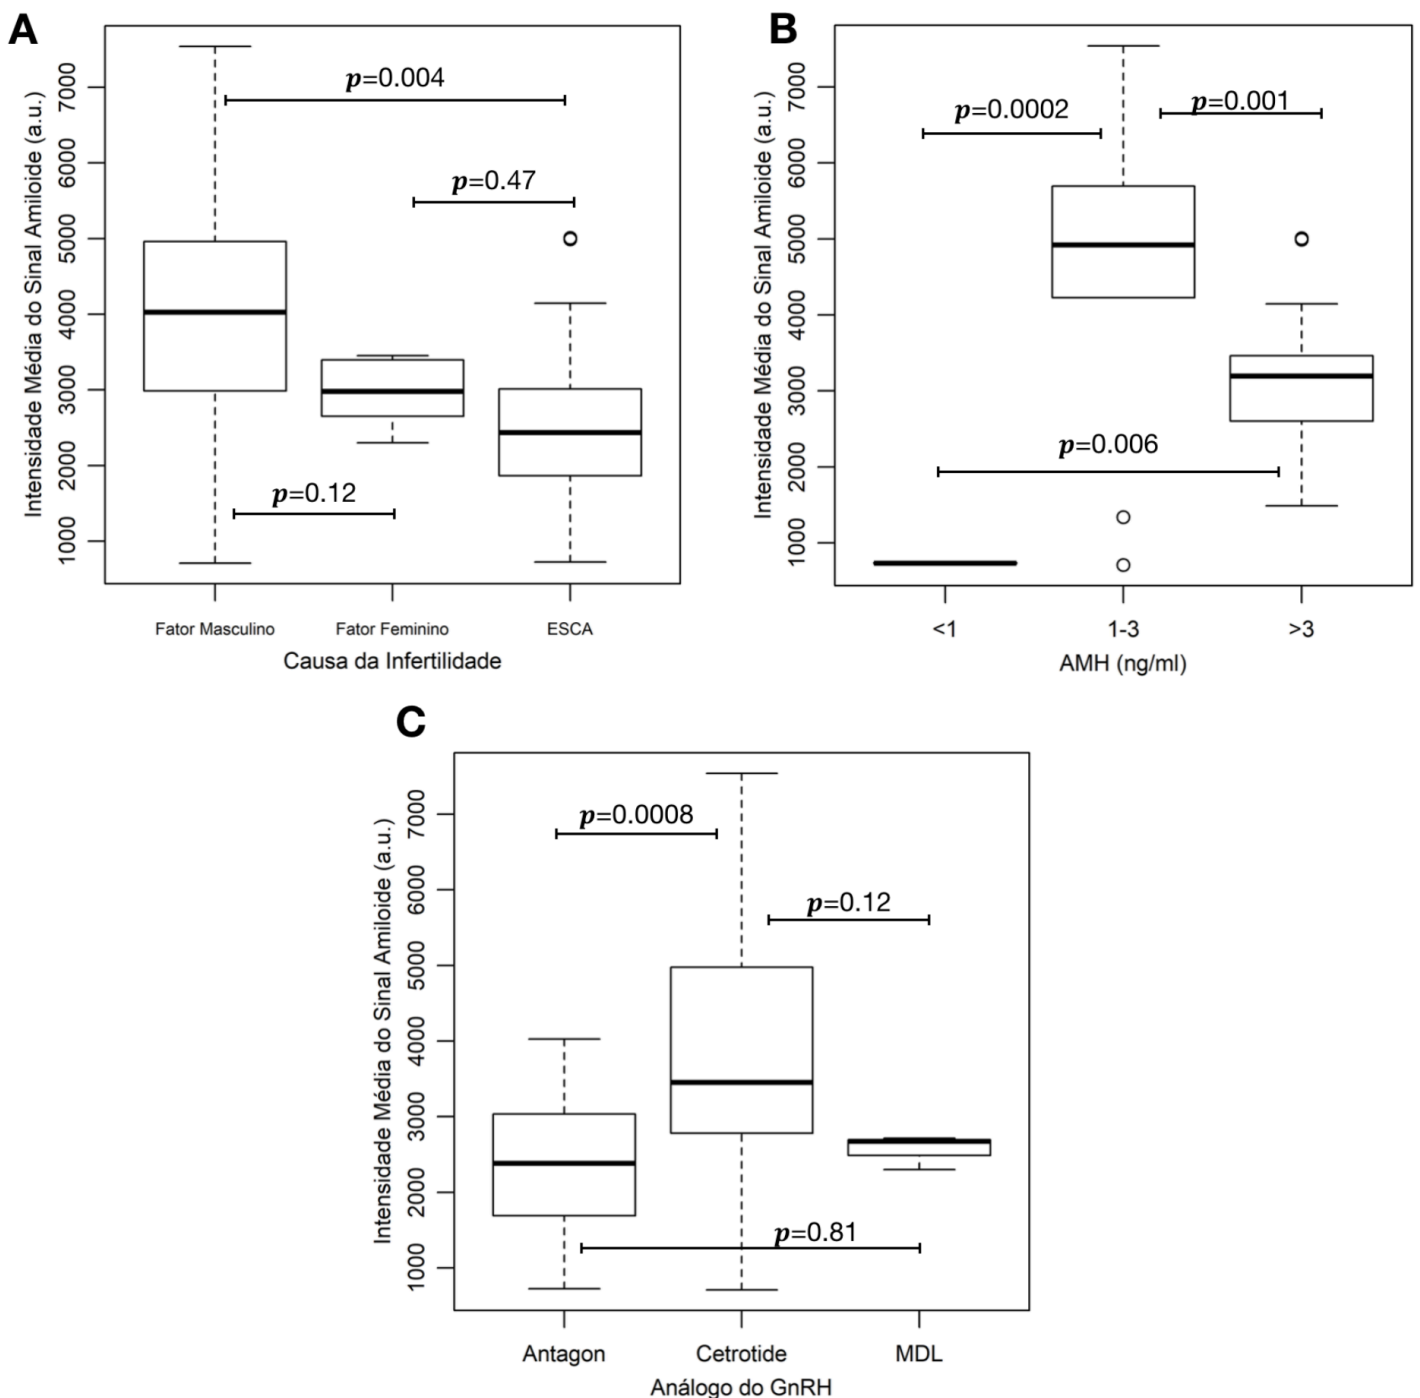 A
Intensidade Média do Sinal Amiloide (a.u.)
7000
6000
5000
4000
3000
2000
1000
p=0.004
p=0.47
p=0.12
Fator Masculino
Fator Feminino
ESCA
Causa da Infertilidade
B
Intensidade Média do Sinal Amiloide (a.u.)
7000
6000
5000
4000
3000
2000
1000
p=0.0002
p=0.001
p=0.006
<1
1-3
>3
AMH (ng/ml)
C
Intensidade Média do Sinal Amiloide (a.u.)
7000
6000
5000
4000
3000
2000
1000
p=0.0008
p=0.12
p=0.81
Antagon
Cetrotide
MDL
Análogo do GnRH